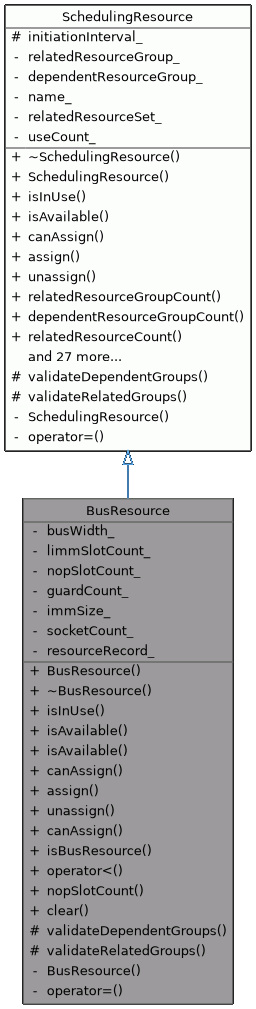 SchedulingResource
# initiationInterval_
- relatedResourceGroup_
- dependentResourceGroup_
- name_
- relatedResourceSet_
- useCount_
+ ~SchedulingResource()
+ SchedulingResource()
+ isInUse()
+ isAvailable()
+ canAssign()
+ assign()
+ unassign()
+ relatedResourceGroupCount()
+ dependentResourceGroupCount()
+ relatedResourceCount()
and 27 more...
# validateDependentGroups()
# validateRelatedGroups()
- SchedulingResource()
- operator=()
BusResource
- busWidth_
- limmSlotCount_
- nopSlotCount_
- guardCount_
- immSize_
- socketCount_
- resourceRecord_
+ BusResource()
+ ~BusResource()
+ isInUse()
+ isAvailable()
+ isAvailable()
+ canAssign()
+ assign()
+ unassign()
+ canAssign()
+ isBusResource()
+ operator<()
+ nopSlotCount()
+ clear()
# validateDependentGroups()
# validateRelatedGroups()
- BusResource()
- operator=()